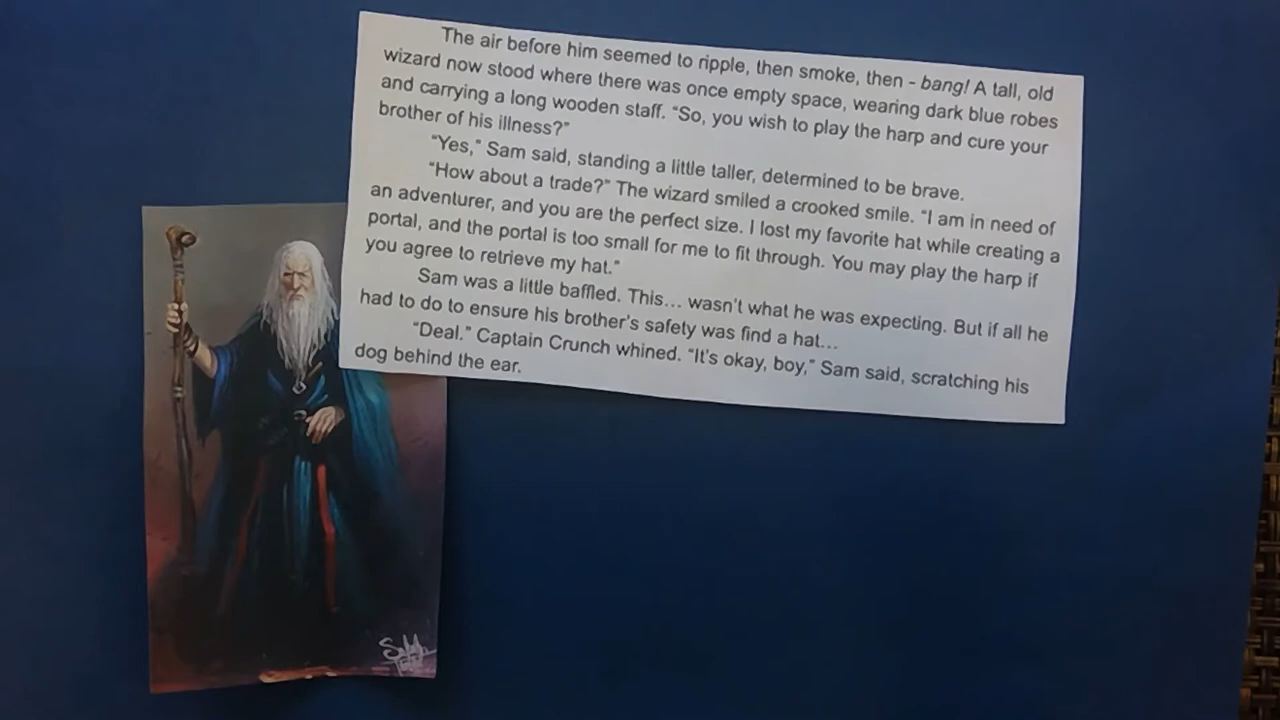 The air before him seemed to ripple, then smoke, then - bang! A tall, old
wizard now stood where there was once empty space, wearing dark blue robes
and carrying a long wooden staff. “So, you wish to play the harp and cure your
brother of his illness?”
“Yes,” Sam said, standing a little taller, determined to be brave.
“How about a trade?” The wizard smiled a crooked smile. “I am in need of
an adventurer, and you are the perfect size. I lost my favorite hat while creating a
portal, and the portal is too small for me to fit through. You may play the harp if
you agree to retrieve my hat.”
Sam was a little baffled. This... wasn’t what he was expecting. But if all he
had to do to ensure his brother’s safety was find a hat...
“Deal.” Captain Crunch whined. “It’s okay, boy,” Sam said, scratching his
dog behind the ear.